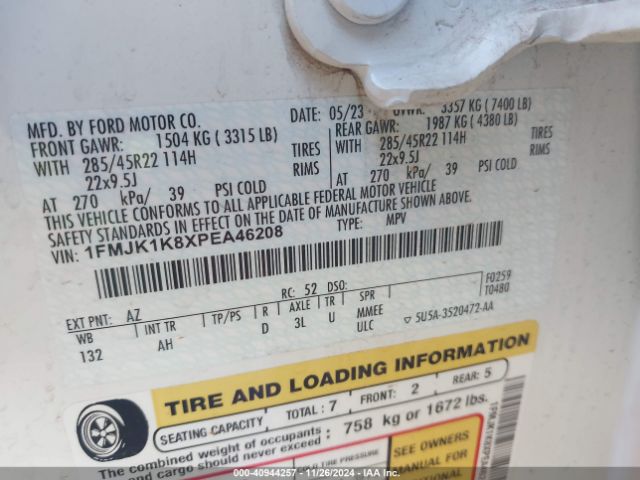 MFD. BY FORD MOTOR CO.
DATE: 05/23 GVWR: 3357 KG ( 7400 LB)
FRONT GAWR: 1504 KG ( 3315 LB)
REAR GAWR: 1987 KG ( 4380 LB)
WITH 285/45R22 114H TIRES
WITH 285/45R22 114H TIRES
22x9.5J RIMS
22x9.5J RIMS
AT 270 kPa/ 39 PSI COLD
AT 270 kPa/ 39 PSI COLD
THIS VEHICLE CONFORMS TO ALL APPLICABLE FEDERAL MOTOR VEHICLE
SAFETY STANDARDS IN EFFECT ON THE DATE OF MANUFACTURE SHOWN ABOVE.
VIN: 1FMJK1K8XPEA46208
TYPE: MPV
EXT PNT: AZ RC: 52 DSO: F0259
T0480
WB INT TR TP/PS R AXLE TR SPR
132 AH D 3L U MMEE
ULC ▽ 5U5A-3520472-AA
TIRE AND LOADING INFORMATION
SEATING CAPACITY TOTAL : 7 FRONT: 2 REAR: 5
The combined weight of occupants : 758 kg or 1672 lbs.
and cargo should never exceed :
TIRE PRESSURE
SEE OWNERS
MANUAL FOR
Stock No: 40944257 - 11/26/2024 - IAA Inc.